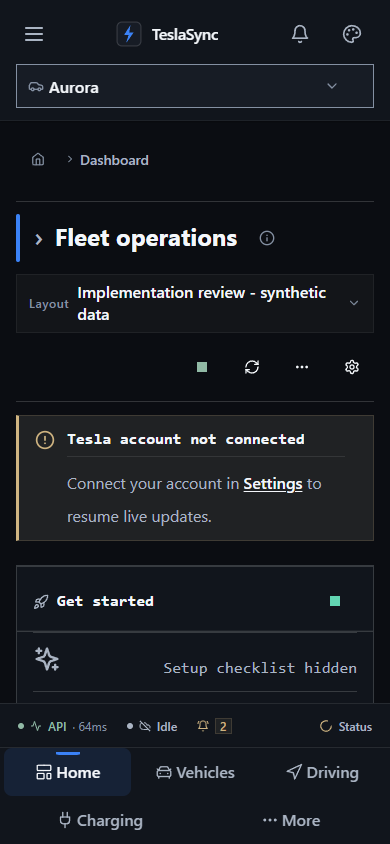 TeslaSync
Aurora
Dashboard
Fleet operations
Layout
Implementation review - synthetic
data
Tesla account not connected
Connect your account in Settings to
resume live updates.
Get started
Setup checklist hidden
API · 64ms
Idle
2
Status
Home
Vehicles
Driving
Charging
More